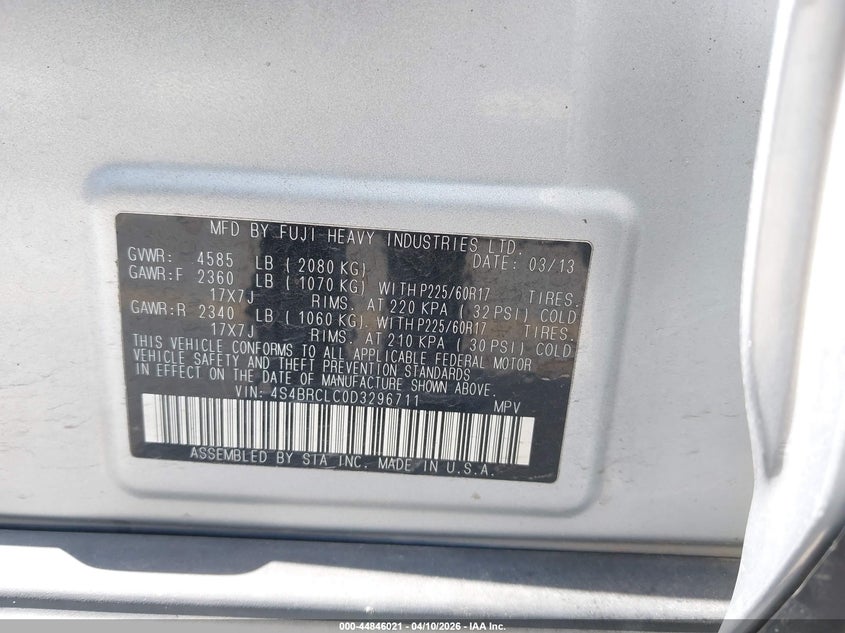 MFD BY FUJI HEAVY INDUSTRIES LTD.
GVWR: 4585 LB ( 2080 KG) DATE: 03/13
GAWR:F 2360 LB ( 1070 KG) WITH P225/60R17 TIRES.
17X7J RIMS. AT 220 KPA ( 32 PSI) COLD
GAWR:R 2340 LB ( 1060 KG). WITH P225/60R17 TIRES.
17X7J RIMS. AT 210 KPA ( 30 PSI) COLD.
THIS VEHICLE CONFORMS TO ALL APPLICABLE FEDERAL MOTOR
VEHICLE SAFETY AND THEFT PREVENTION STANDARDS
IN EFFECT ON THE DATE OF MANUFACTURE SHOWN ABOVE.
VIN: 4S4BRCLC0D3296711 MPV
ASSEMBLED BY SIA INC. MADE IN U.S.A.
000-44846021 - 04/10/2026 - IAA Inc.